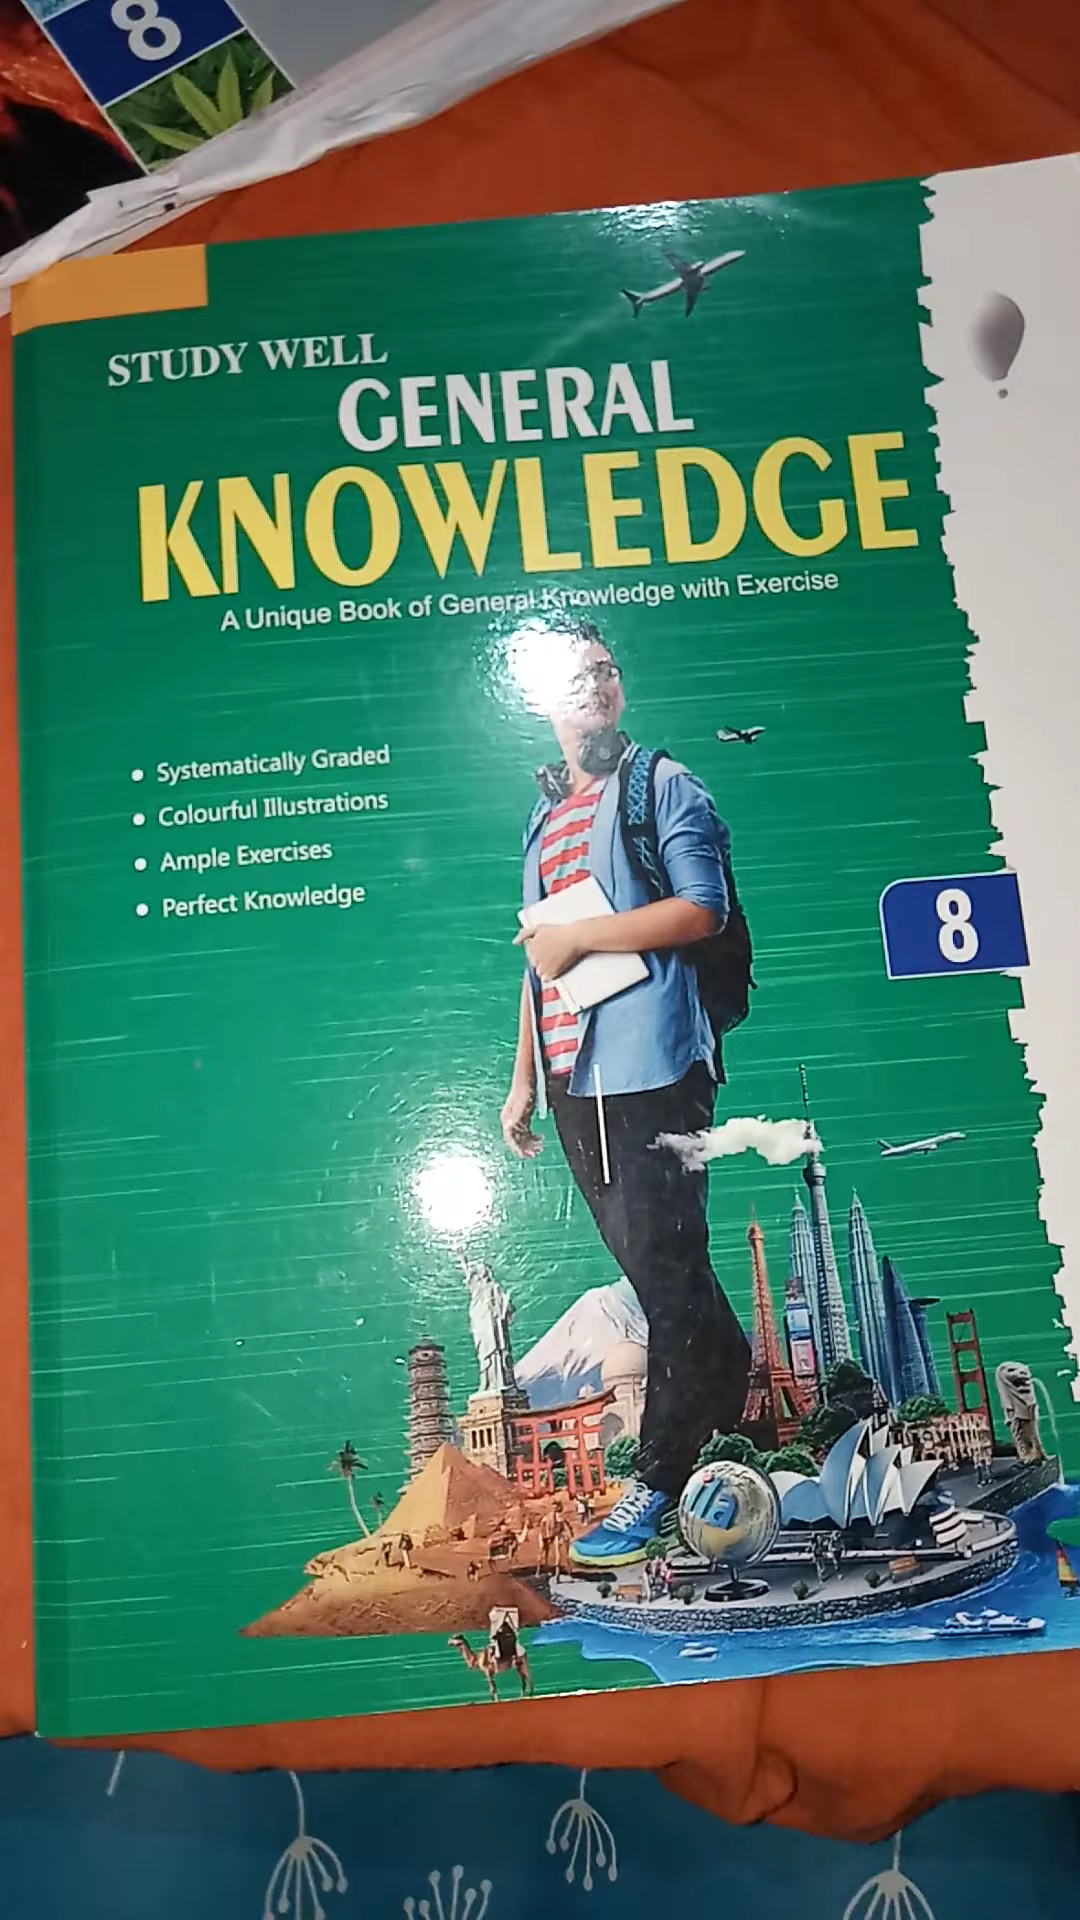 8
STUDY WELL
GENERAL
KNOWLEDGE
A Unique Book of General Knowledge with Exercise
• Systematically Graded
• Colourful Illustrations
• Ample Exercises
• Perfect Knowledge
8